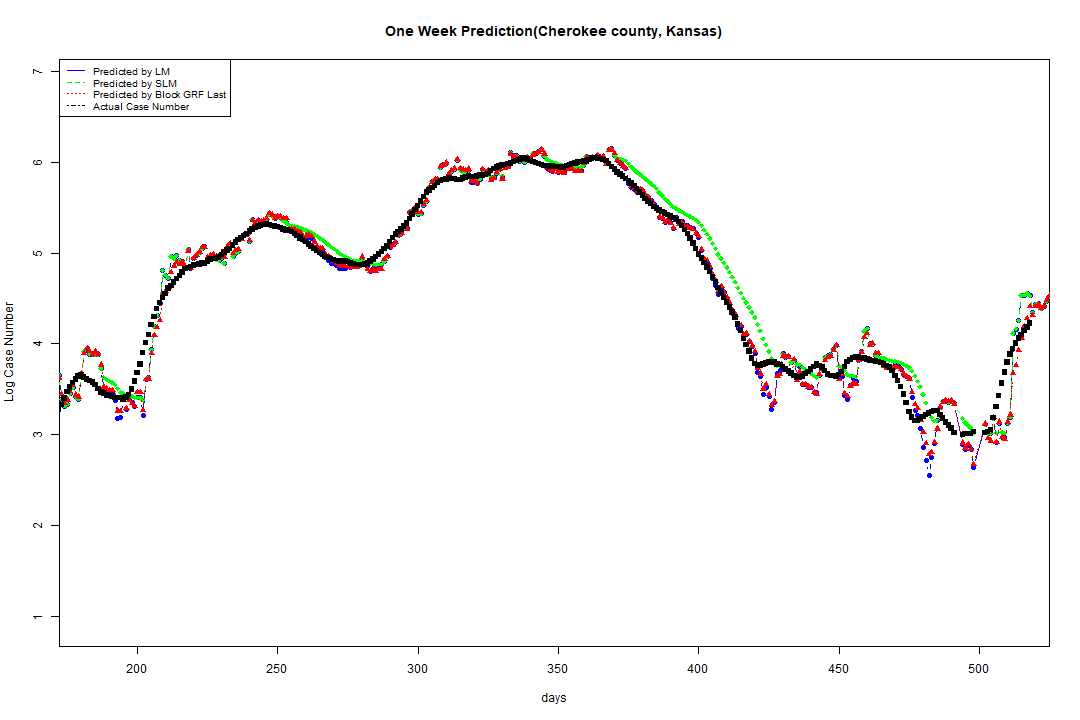 One Week Prediction(Cherokee county, Kansas)
Predicted by LM
Predicted by SLM
Predicted by Block GRF Last
Actual Case Number
Log Case Number
7
6
5
4
3
2
1
200 250 300 350 400 450 500
days